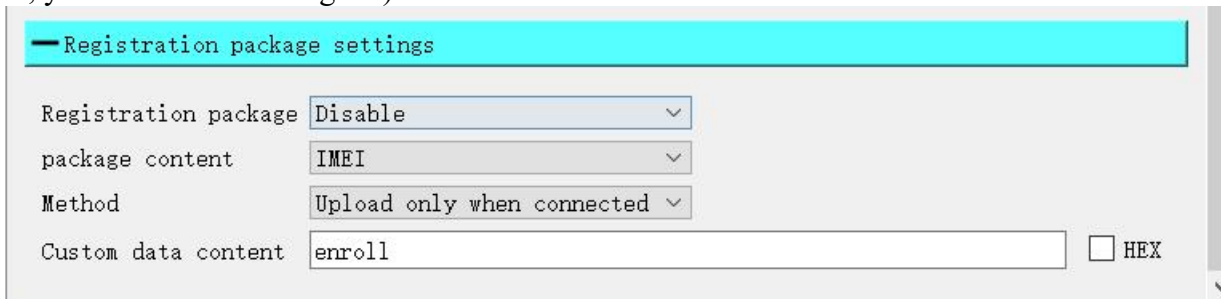 Registration package settings
Registration package Disable
package content IMEI
Method Upload only when connected
Custom data content enroll HEX